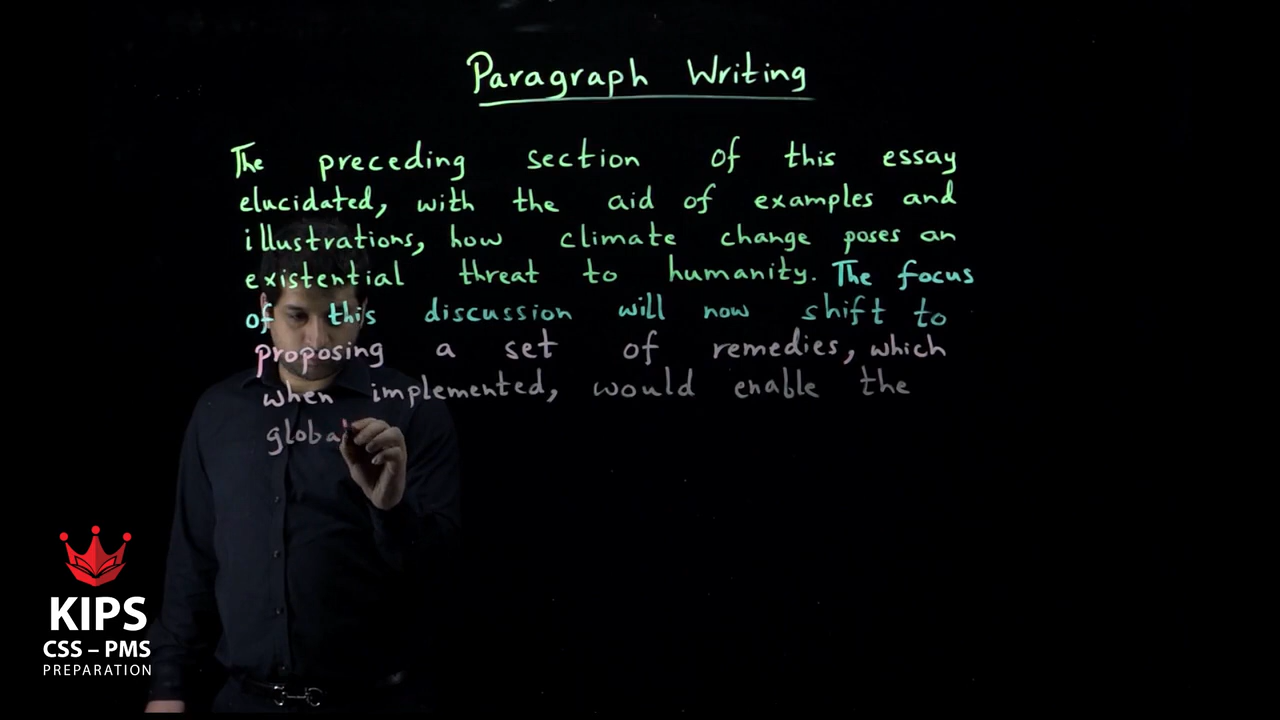 Paragraph Writing
The preceding section of this essay
elucidated, with the aid of examples and
illustrations, how climate change poses an
existential threat to humanity. The focus
of this discussion will now shift to
proposing a set of remedies, which
when implemented, would enable the
globa
KIPS
CSS – PMS
PREPARATION